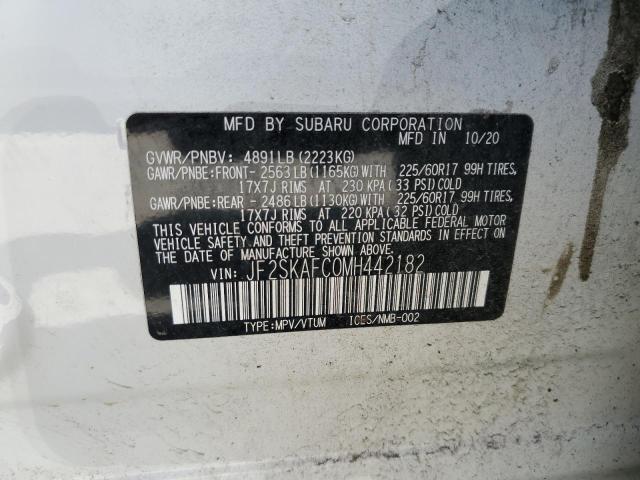 MFD BY SUBARU CORPORATION
MFD IN 10/20
GVWR/PNBV: 4891LB(2223KG)
GAWR/PNBE:FRONT- 2563LB(1165KG)WITH 225/60R17 99H TIRES,
17X7J RIMS AT 230 KPA(33 PSI)COLD
GAWR/PNBE:REAR - 2486LB(1130KG)WITH 225/60R17 99H TIRES,
17X7J RIMS AT 220 KPA(32 PSI)COLD
THIS VEHICLE CONFORMS TO ALL APPLICABLE FEDERAL MOTOR
VEHICLE SAFETY AND THEFT PREVENTION STANDARDS IN EFFECT ON
THE DATE OF MANUFACTURE SHOWN ABOVE.
VEHICLE IDENTIFICATION NUMBER:
JF2SKAFC0MH442182
TYPE:MPV/VTUM ICES/NMB-002